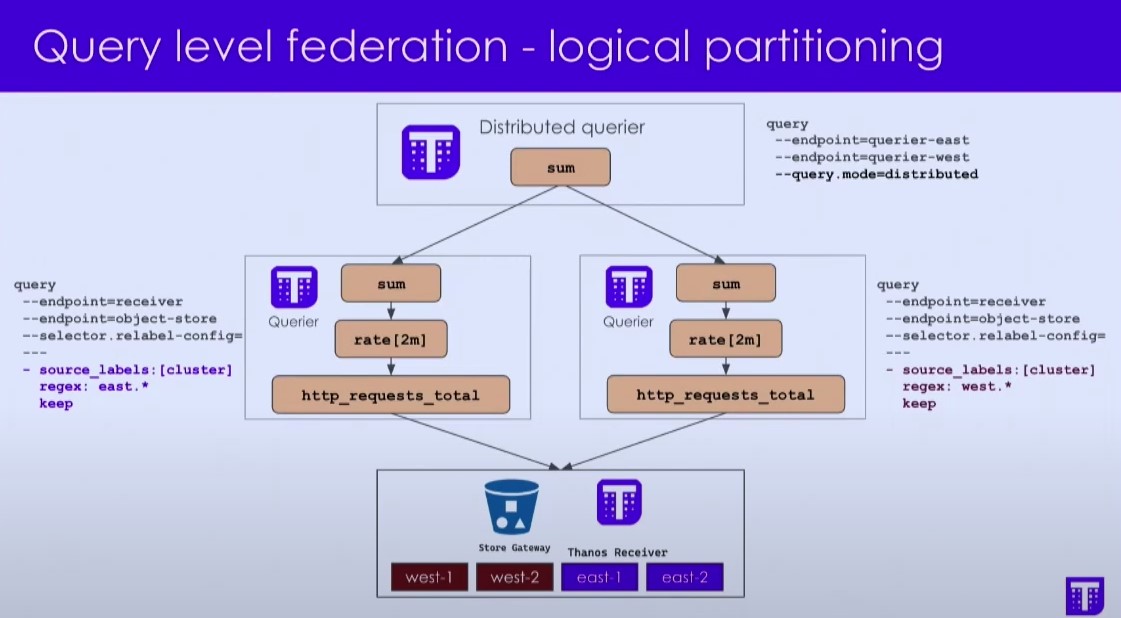 Query level federation - logical partitioning
Distributed querier
sum
query
--endpoint=querier-east
--endpoint=querier-west
--query.mode=distributed
query
--endpoint=receiver
--endpoint=object-store
--selector.relabel-config=
---
- source_labels:[cluster]
regex: east.*
keep
Querier
sum
rate[2m]
http_requests_total
Querier
sum
rate[2m]
http_requests_total
query
--endpoint=receiver
--endpoint=object-store
--selector.relabel-config=
---
- source_labels:[cluster]
regex: west.*
keep
Store Gateway
Thanos Receiver
west-1
west-2
east-1
east-2